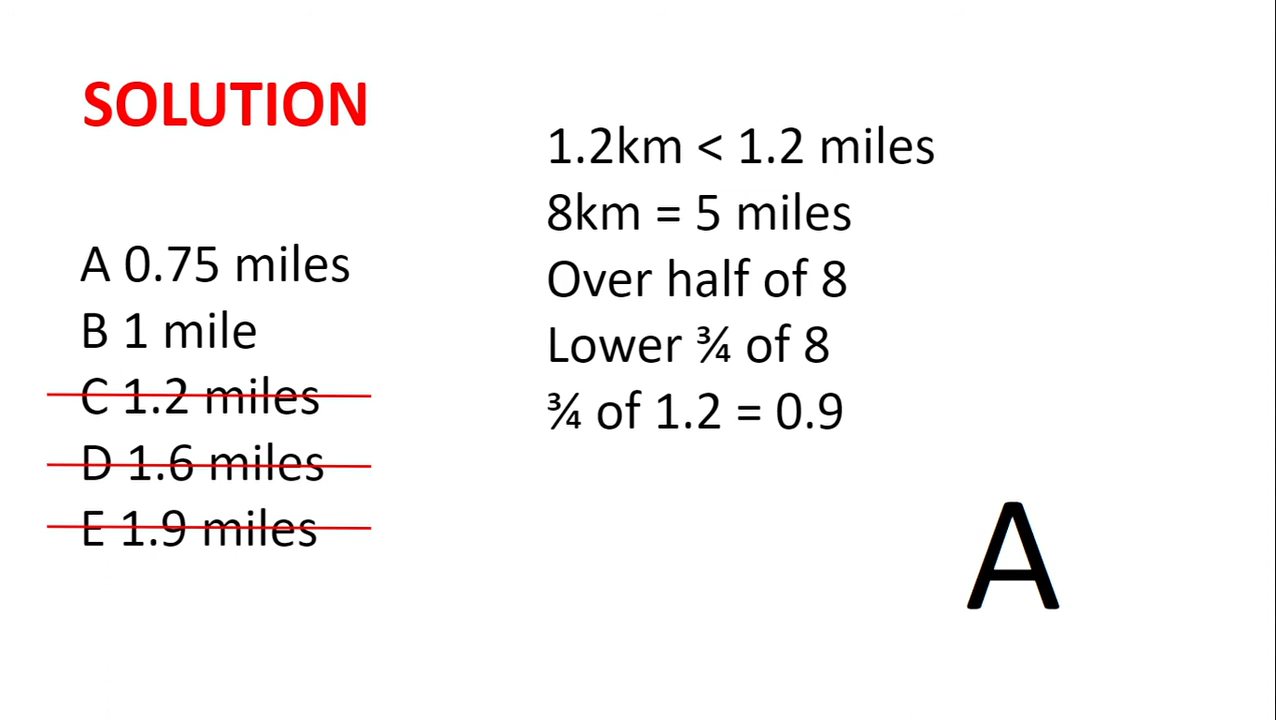 SOLUTION
A 0.75 miles
B 1 mile
C 1.2 miles
D 1.6 miles
E 1.9 miles
1.2km < 1.2 miles
8km = 5 miles
Over half of 8
Lower ¾ of 8
¾ of 1.2 = 0.9
A